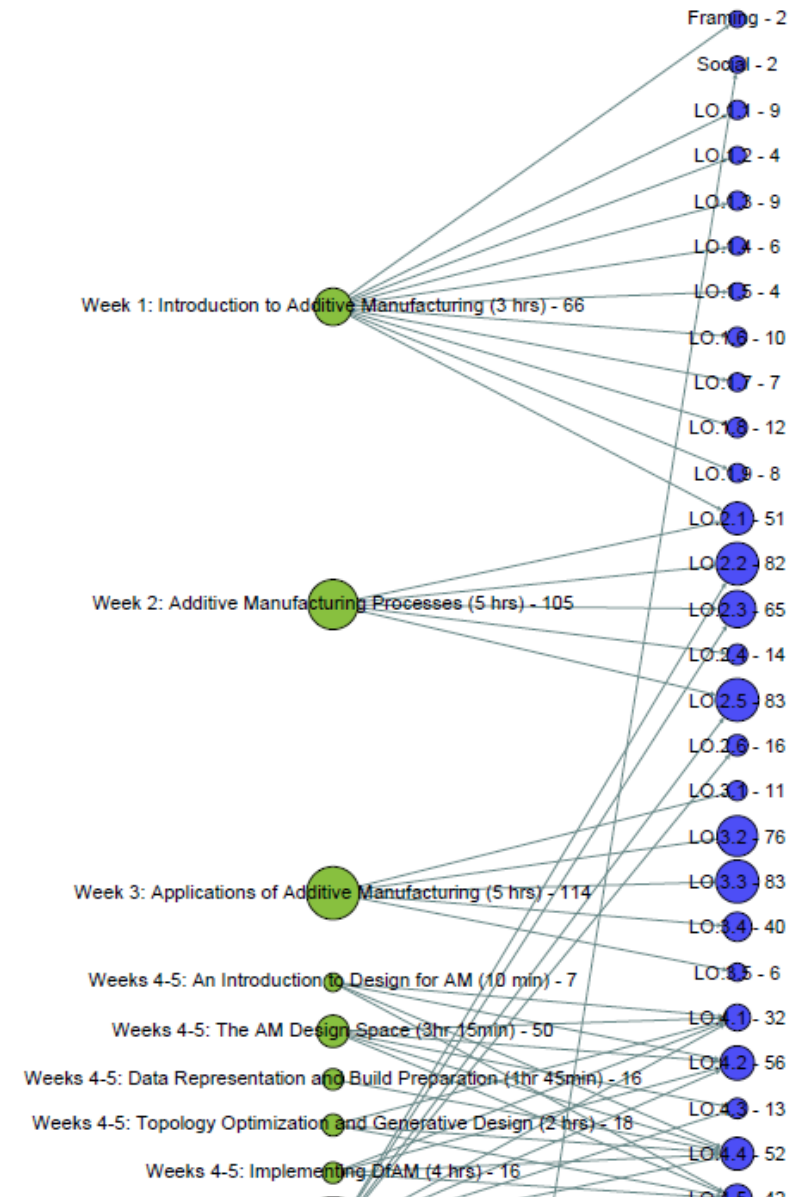 Framing - 2
Social - 2
LO.1.1 - 9
LO.1.2 - 4
LO.1.3 - 9
LO.1.4 - 6
LO.1.5 - 4
Week 1: Introduction to Additive Manufacturing (3 hrs) - 66
LO.1.6 - 10
LO.1.7 - 7
LO.1.8 - 12
LO.1.9 - 8
LO.2.1 - 51
LO.2.2 - 82
Week 2: Additive Manufacturing Processes (5 hrs) - 105
LO.2.3 - 65
LO.2.4 - 14
LO.2.5 - 83
LO.2.6 - 16
LO.3.1 - 11
LO.3.2 - 76
LO.3.3 - 83
Week 3: Applications of Additive Manufacturing (5 hrs) - 114
LO.3.4 - 40
LO.3.5 - 6
Weeks 4-5: An Introduction to Design for AM (10 min) - 7
LO.4.1 - 32
Weeks 4-5: The AM Design Space (3hr 15min) - 50
LO.4.2 - 56
Weeks 4-5: Data Representation and Build Preparation (1hr 45min) - 16
LO.4.3 - 13
Weeks 4-5: Topology Optimization and Generative Design (2 hrs) - 18
LO.4.4 - 52
Weeks 4-5: Implementing DfAM (4 hrs) - 16